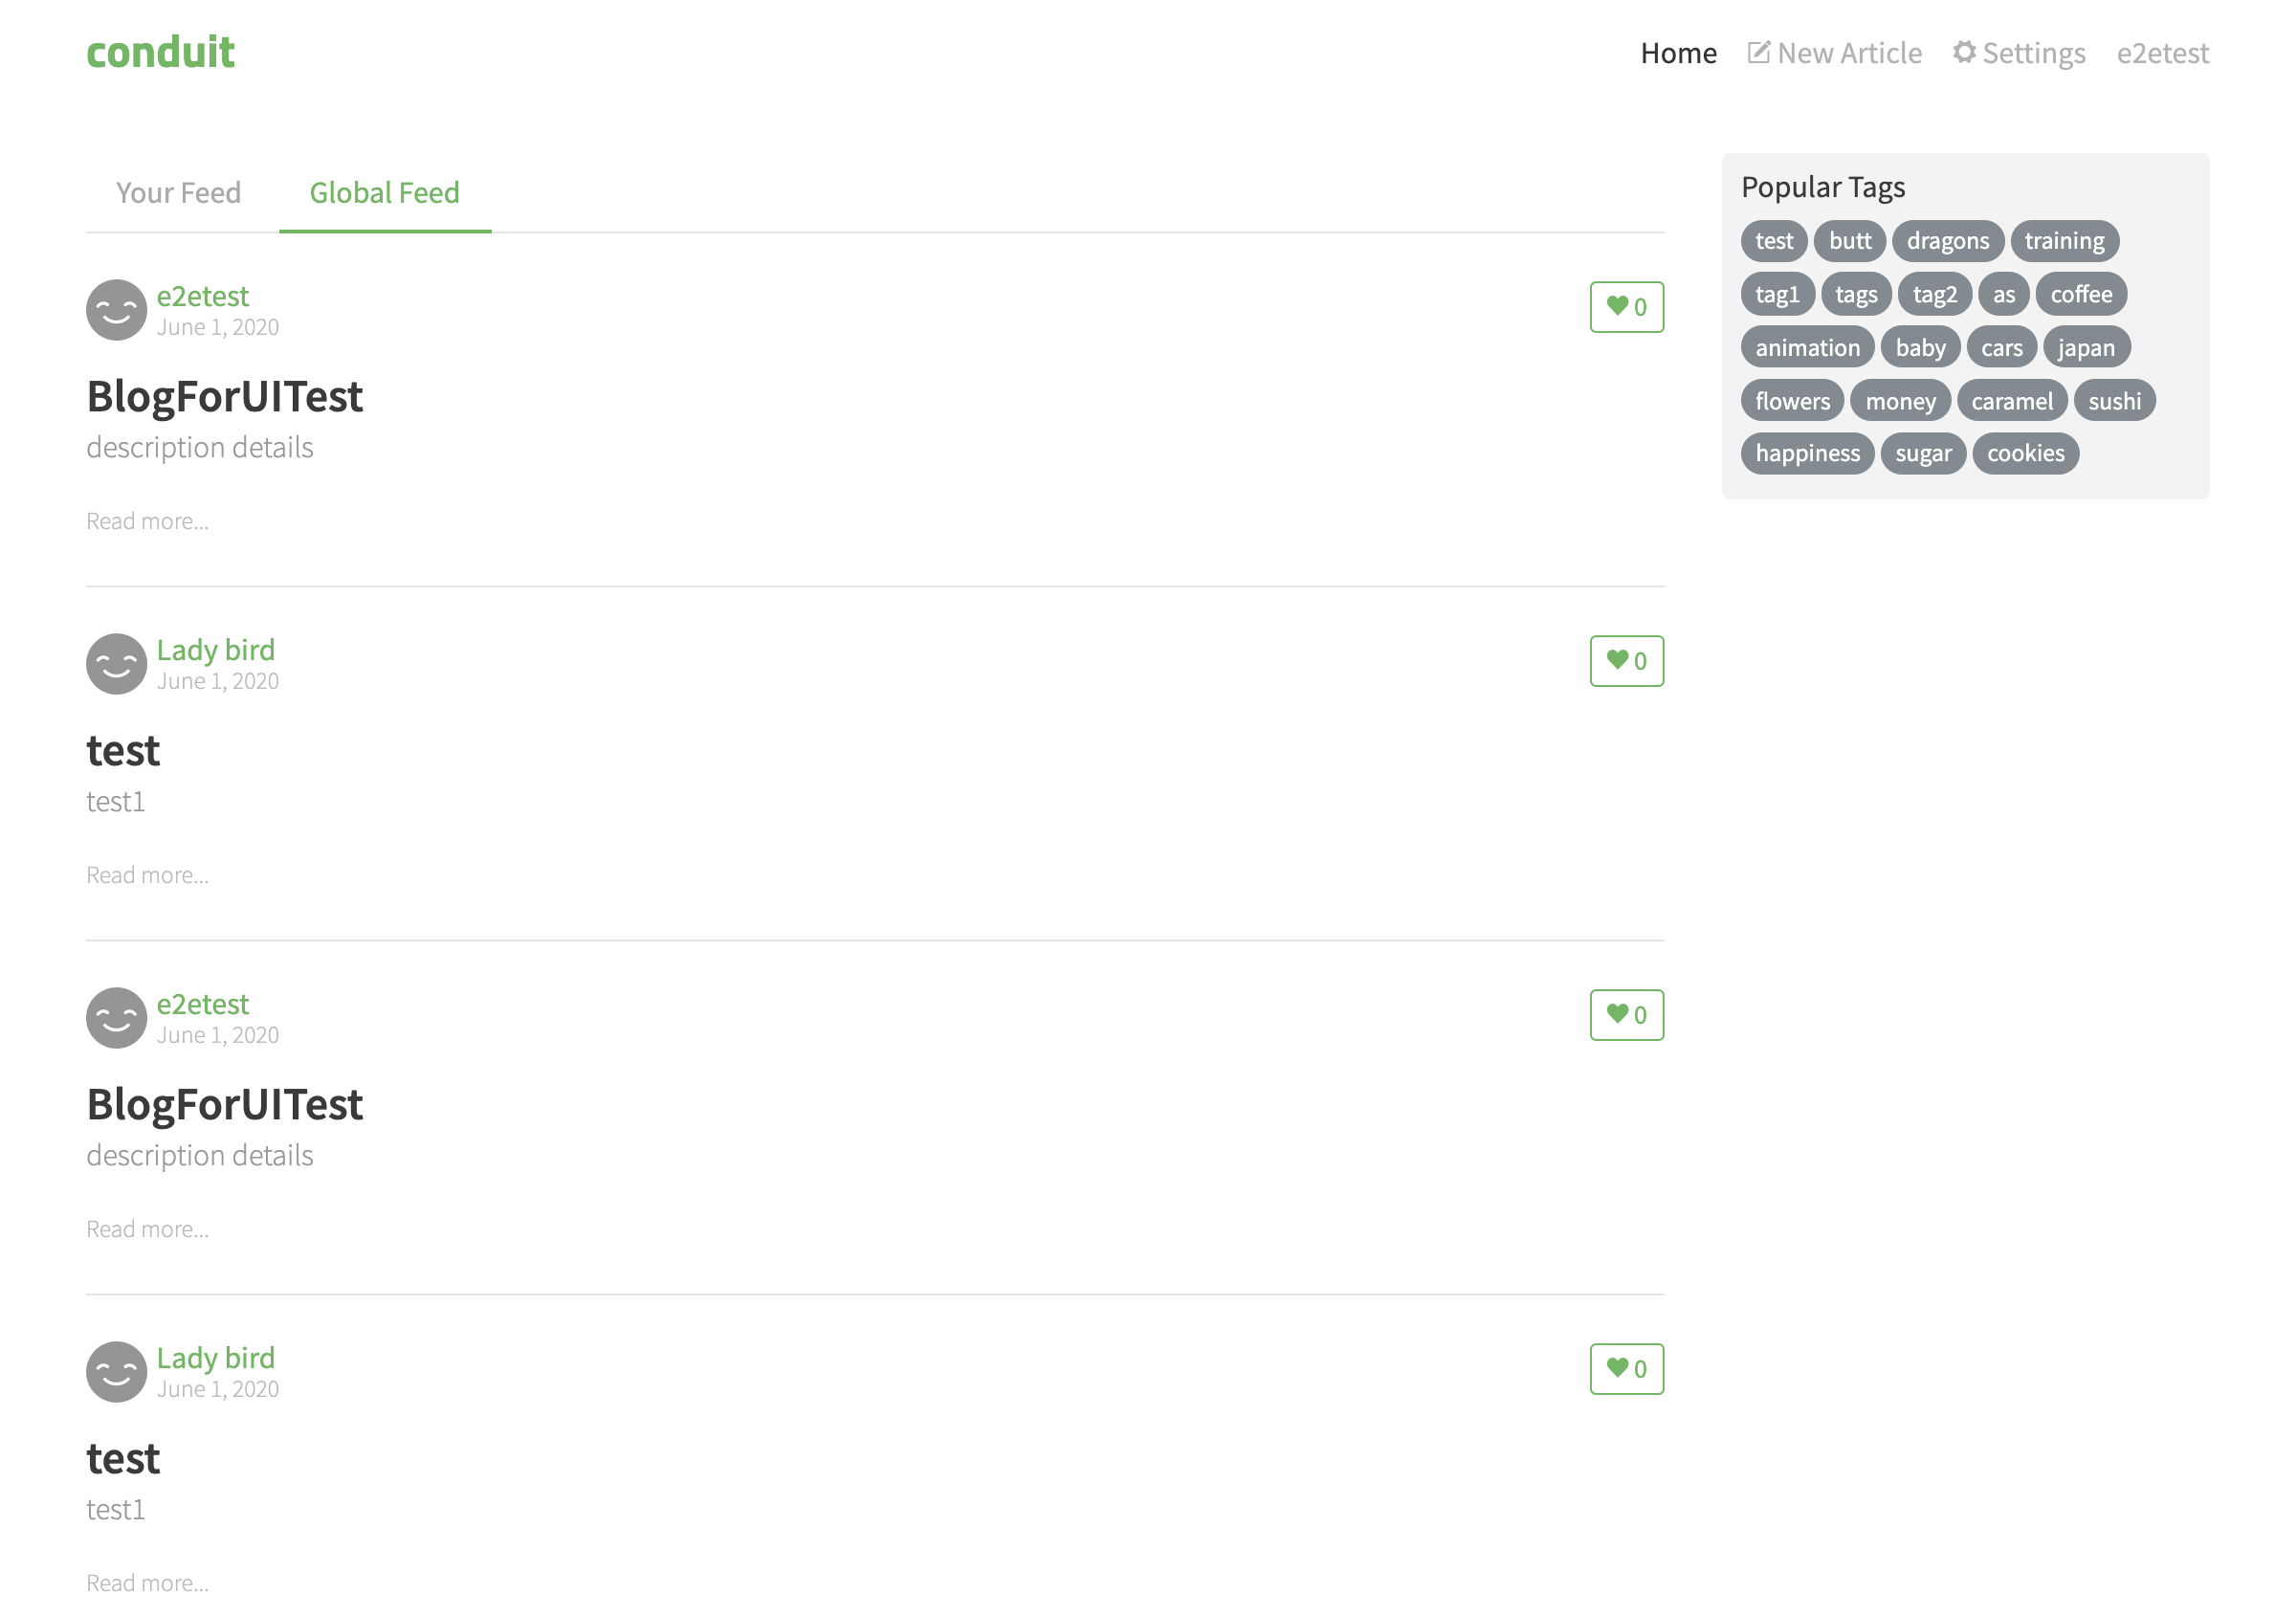 conduit
Home New Article Settings e2etest
Your Feed Global Feed
e2etest
June 1, 2020
0
BlogForUITest
description details
Read more...
Lady bird
June 1, 2020
0
test
test1
Read more...
e2etest
June 1, 2020
0
BlogForUITest
description details
Read more...
Lady bird
June 1, 2020
0
test
test1
Read more...
Popular Tags
test butt dragons training
tag1 tags tag2 as coffee
animation baby cars japan
flowers money caramel sushi
happiness sugar cookies